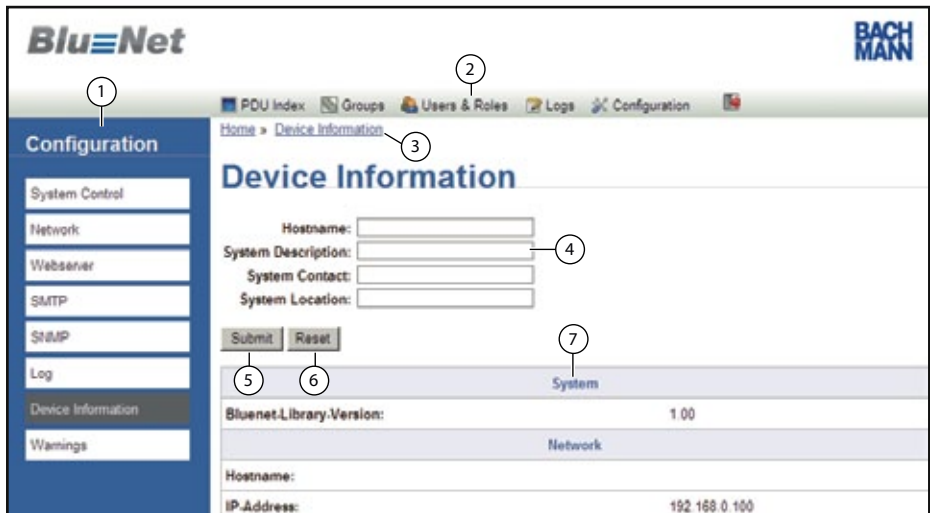 BlueNet
BACH
MANN
2
1
PDU Index Groups Users & Roles Logs Configuration
Home » Device Information
3
Configuration
Device Information
System Control
Network
Webserver
SMTP
SNMP
Log
Device Information
Warnings
Hostname:
System Description:
4
System Contact:
System Location:
Submit Reset
5
6
7
System
Bluenet-Library-Version: 1.00
Network
Hostname:
IP-Address: 192.168.0.100